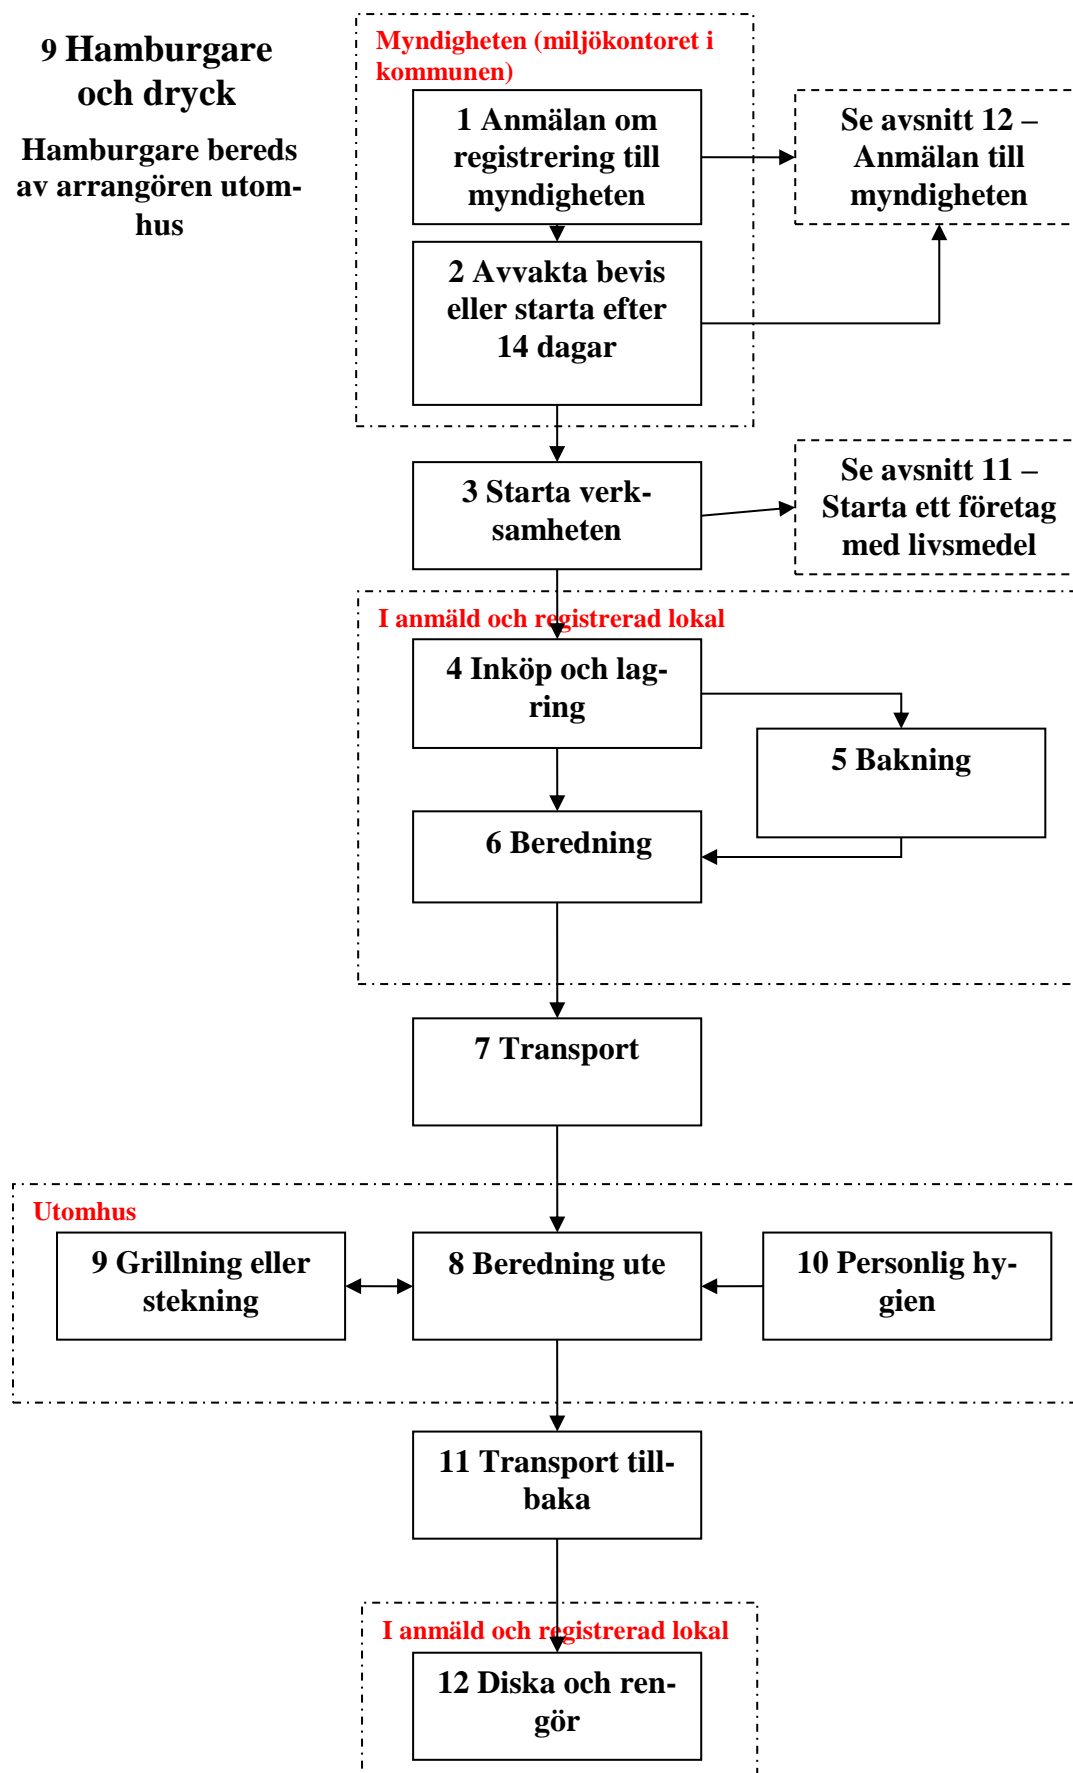 9 Hamburgare
och dryck
Hamburgare bereds
av arrangören utom-
hus
Myndigheten (miljökontoret i
kommunen)
1 Anmälan om
registrering till
myndigheten
Se avsnitt 12 –
Anmälan till
myndigheten
2 Avvakta bevis
eller starta efter
14 dagar
3 Starta verk-
samheten
Se avsnitt 11 –
Starta ett företag
med livsmedel
I anmäld och registrerad lokal
4 Inköp och lag-
ring
5 Bakning
6 Beredning
7 Transport
Utomhus
9 Grillning eller
stekning
8 Beredning ute
10 Personlig hy-
gien
11 Transport till-
baka
I anmäld och registrerad lokal
12 Diska och ren-
gör